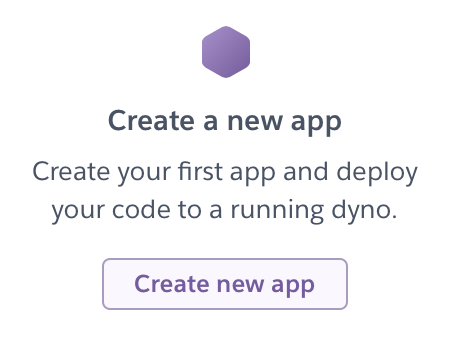 Create a new app
Create your first app and deploy
your code to a running dyno.
Create new app